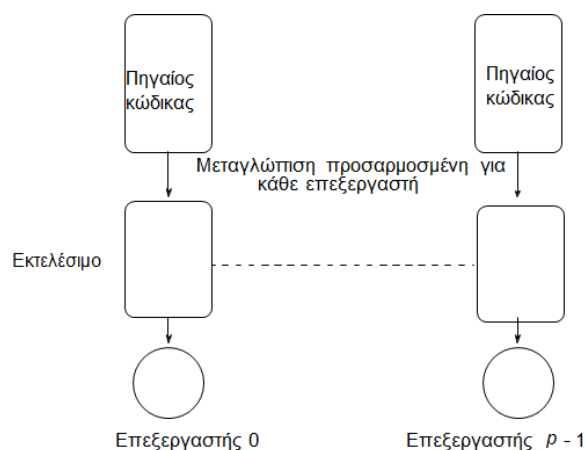 Πηγαίος
κώδικας
Πηγαίος
κώδικας
Μεταγλώπιση προσαρμοσμένη για
κάθε επεξεργαστή
Εκτελέσιμο
Επεξεργαστής 0
Επεξεργαστής p - 1